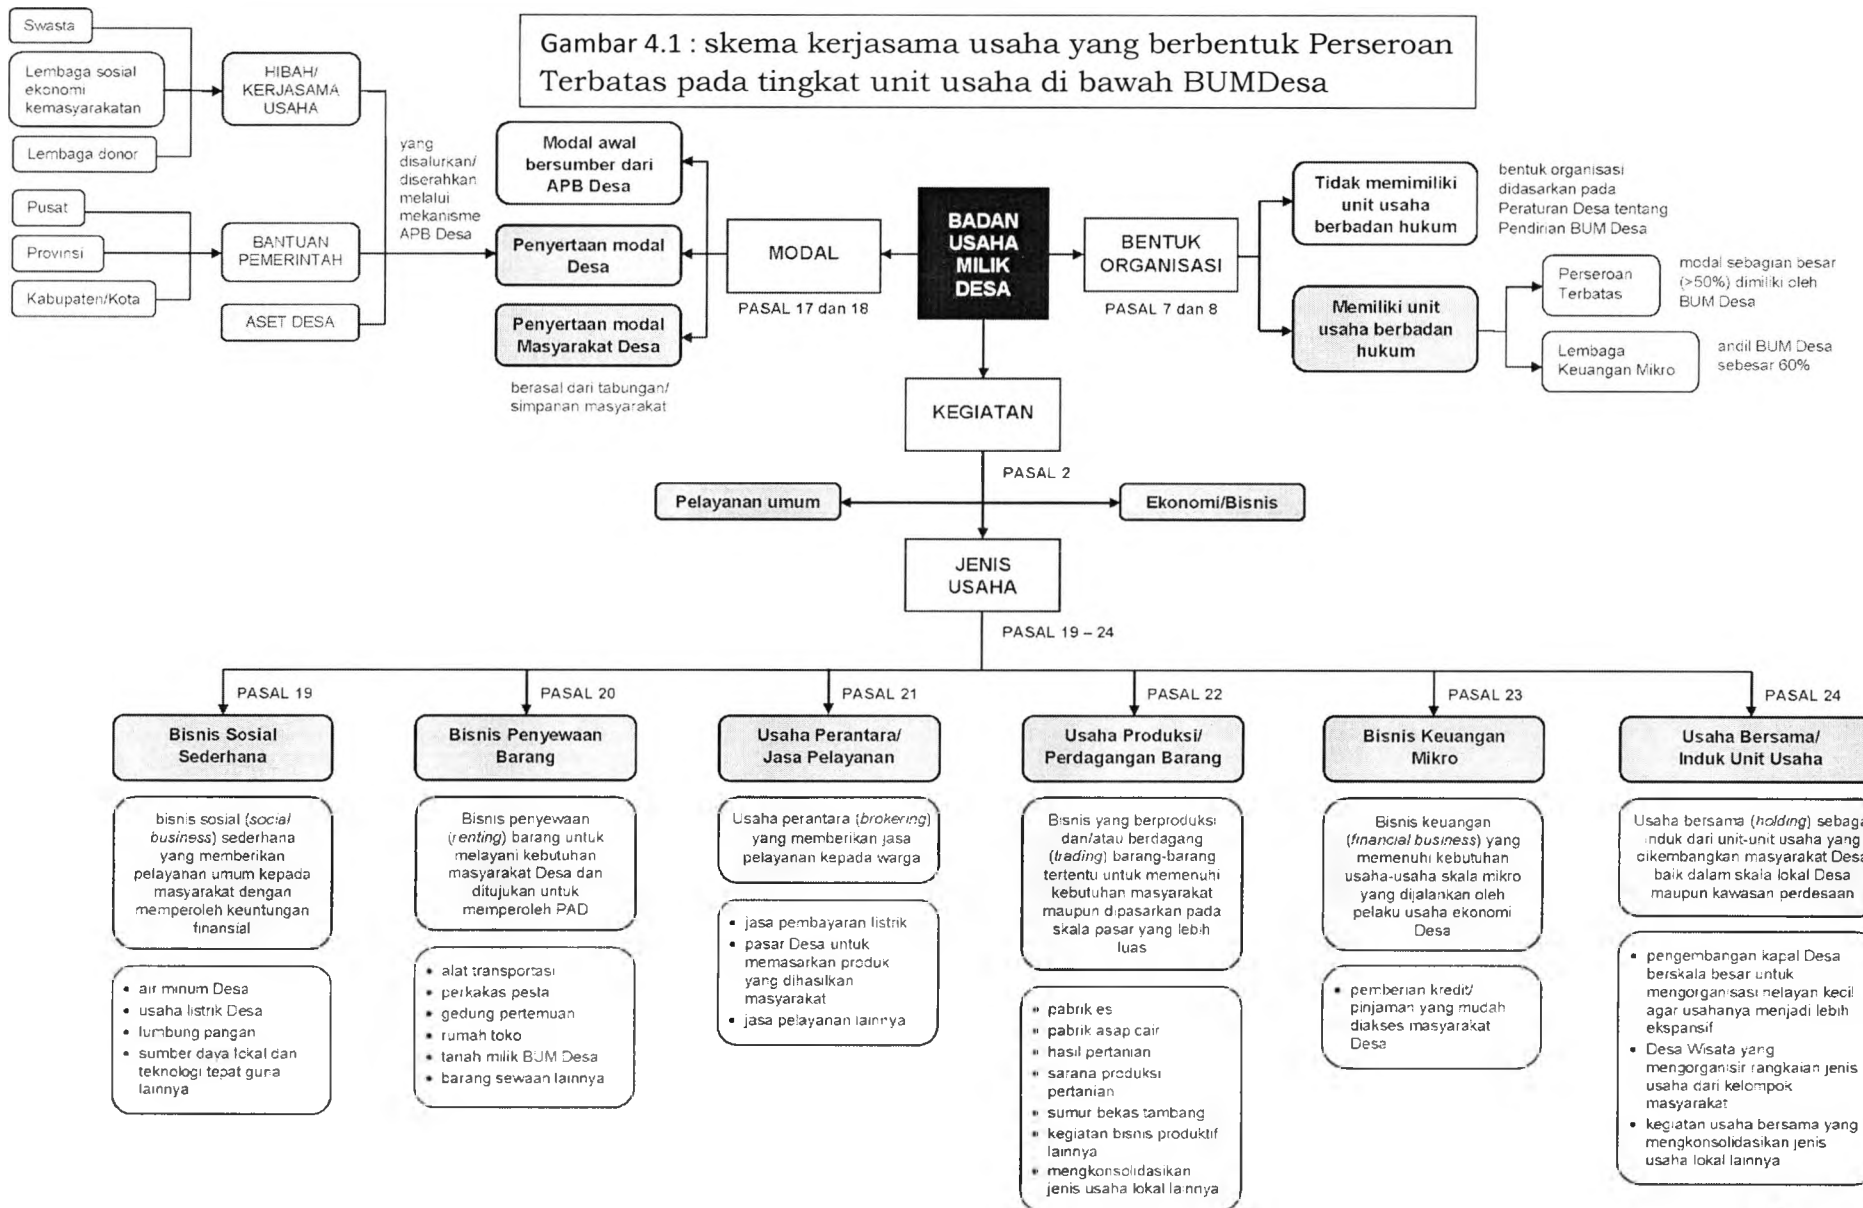 Gambar 4.1 : skema kerjasama usaha yang berbentuk Perseroan
Terbatas pada tingkat unit usaha di bawah BUMDesa
Swasta
Lembaga sosial
ekonomi
kemasyarakatan
Lembaga donor
HIBAH/
KERJASAMA
USAHA
Pusat
Provinsi
Kabupaten/Kota
BANTUAN
PEMERINTAH
ASET DESA
yang
disalurkan/
diserahkan
melalui
mekanisme
APB Desa
Modal awal
bersumber dari
APB Desa
Penyertaan modal
Desa
Penyertaan modal
Masyarakat Desa
berasal dari tabungan/
simpanan masyarakat
MODAL
PASAL 17 dan 18
BADAN
USAHA
MILIK
DESA
BENTUK
ORGANISASI
PASAL 7 dan 8
Tidak memimiliki
unit usaha
berbadan hukum
bentuk organisasi
didasarkan pada
Peraturan Desa tentang
Pendirian BUM Desa
Memiliki unit
usaha berbadan
hukum
Perseroan
Terbatas
modal sebagian besar
(>50%) dimiliki oleh
BUM Desa
Lembaga
Keuangan Mikro
andil BUM Desa
sebesar 60%
KEGIATAN
PASAL 2
Pelayanan umum
Ekonomi/Bisnis
JENIS
USAHA
PASAL 19 – 24
PASAL 19
Bisnis Sosial
Sederhana
bisnis sosial (social
business) sederhana
yang memberikan
pelayanan umum kepada
masyarakat dengan
memperoleh keuntungan
finansial
• air minum Desa
• usaha listrik Desa
• lumbung pangan
• sumber daya lokal dan
teknologi tepat guna
lainnya
PASAL 20
Bisnis Penyewaan
Barang
Bisnis penyewaan
(renting) barang untuk
melayani kebutuhan
masyarakat Desa dan
ditujukan untuk
memperoleh PAD
• alat transportasi
• perkakas pesta
• gedung pertemuan
• rumah toko
• tanah milik BUM Desa
• barang sewaan lainnya
PASAL 21
Usaha Perantara/
Jasa Pelayanan
Usaha perantara (brokering)
yang memberikan jasa
pelayanan kepada warga
• jasa pembayaran listrik
• pasar Desa untuk
memasarkan produk
yang dihasilkan
masyarakat
• jasa pelayanan lainnya
PASAL 22
Usaha Produksi/
Perdagangan Barang
Bisnis yang berproduksi
dan/atau berdagang
(trading) barang-barang
tertentu untuk memenuhi
kebutuhan masyarakat
maupun dipasarkan pada
skala pasar yang lebih
luas
• pabrik es
• pabrik asap cair
• hasil pertanian
• sarana produksi
pertanian
• sumur bekas tambang
• kegiatan bisnis produktif
lainnya
• mengkonsolidasikan
jenis usaha lokal lainnya
PASAL 23
Bisnis Keuangan
Mikro
Bisnis keuangan
(financial business) yang
memenuhi kebutuhan
usaha-usaha skala mikro
yang dijalankan oleh
pelaku usaha ekonomi
Desa
• pemberian kredit/
pinjaman yang mudah
diakses masyarakat
Desa
PASAL 24
Usaha Bersama/
Induk Unit Usaha
Usaha bersama (holding) sebaga
induk dari unit-unit usaha yang
dikembangkan masyarakat Desa
baik dalam skala lokal Desa
maupun kawasan perdesaan
• pengembangan kapal Desa
berskala besar untuk
mengorganisasi nelayan kecil
agar usahanya menjadi lebih
ekspansif
• Desa Wisata yang
mengorganisir rangkaian jenis
usaha dari kelompok
masyarakat
• kegiatan usaha bersama yang
mengkonsolidasikan jenis
usaha lokal lainnya